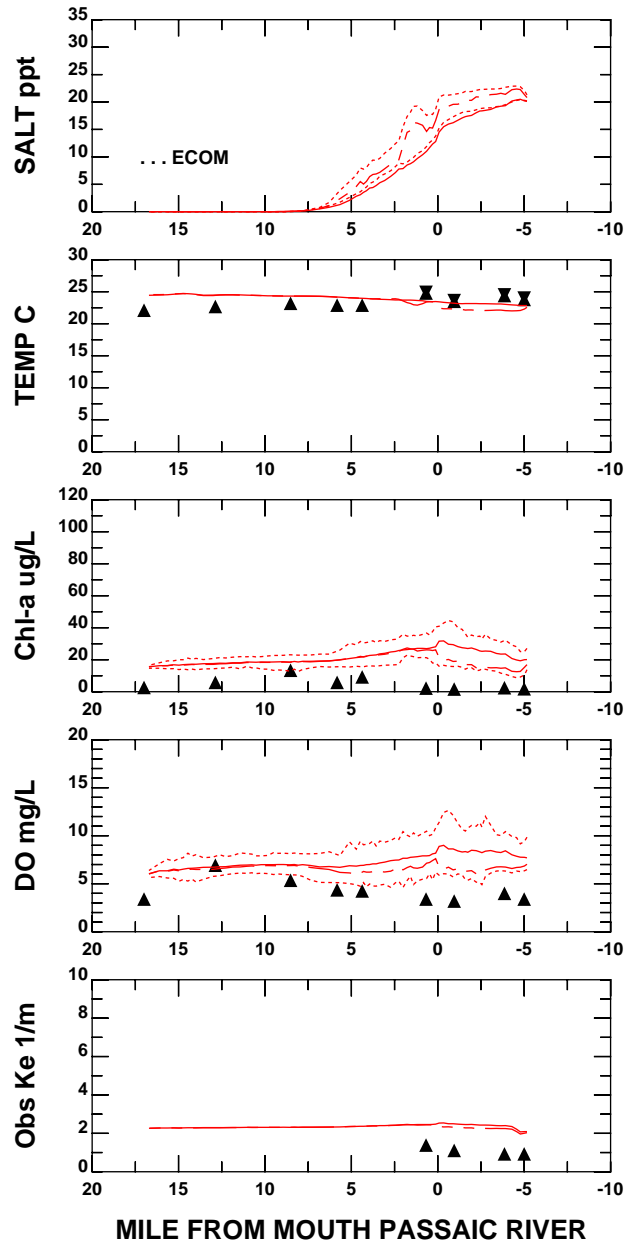 SALT ppt
35
30
25
20
15
10
5
0
. . . ECOM
20 15 10 5 0 -5 -10
TEMP C
30
25
20
15
10
5
0
20 15 10 5 0 -5 -10
Chl-a ug/L
120
100
80
60
40
20
0
20 15 10 5 0 -5 -10
DO mg/L
20
15
10
5
0
20 15 10 5 0 -5 -10
Obs Ke 1/m
10
8
6
4
2
0
20 15 10 5 0 -5 -10
MILE FROM MOUTH PASSAIC RIVER